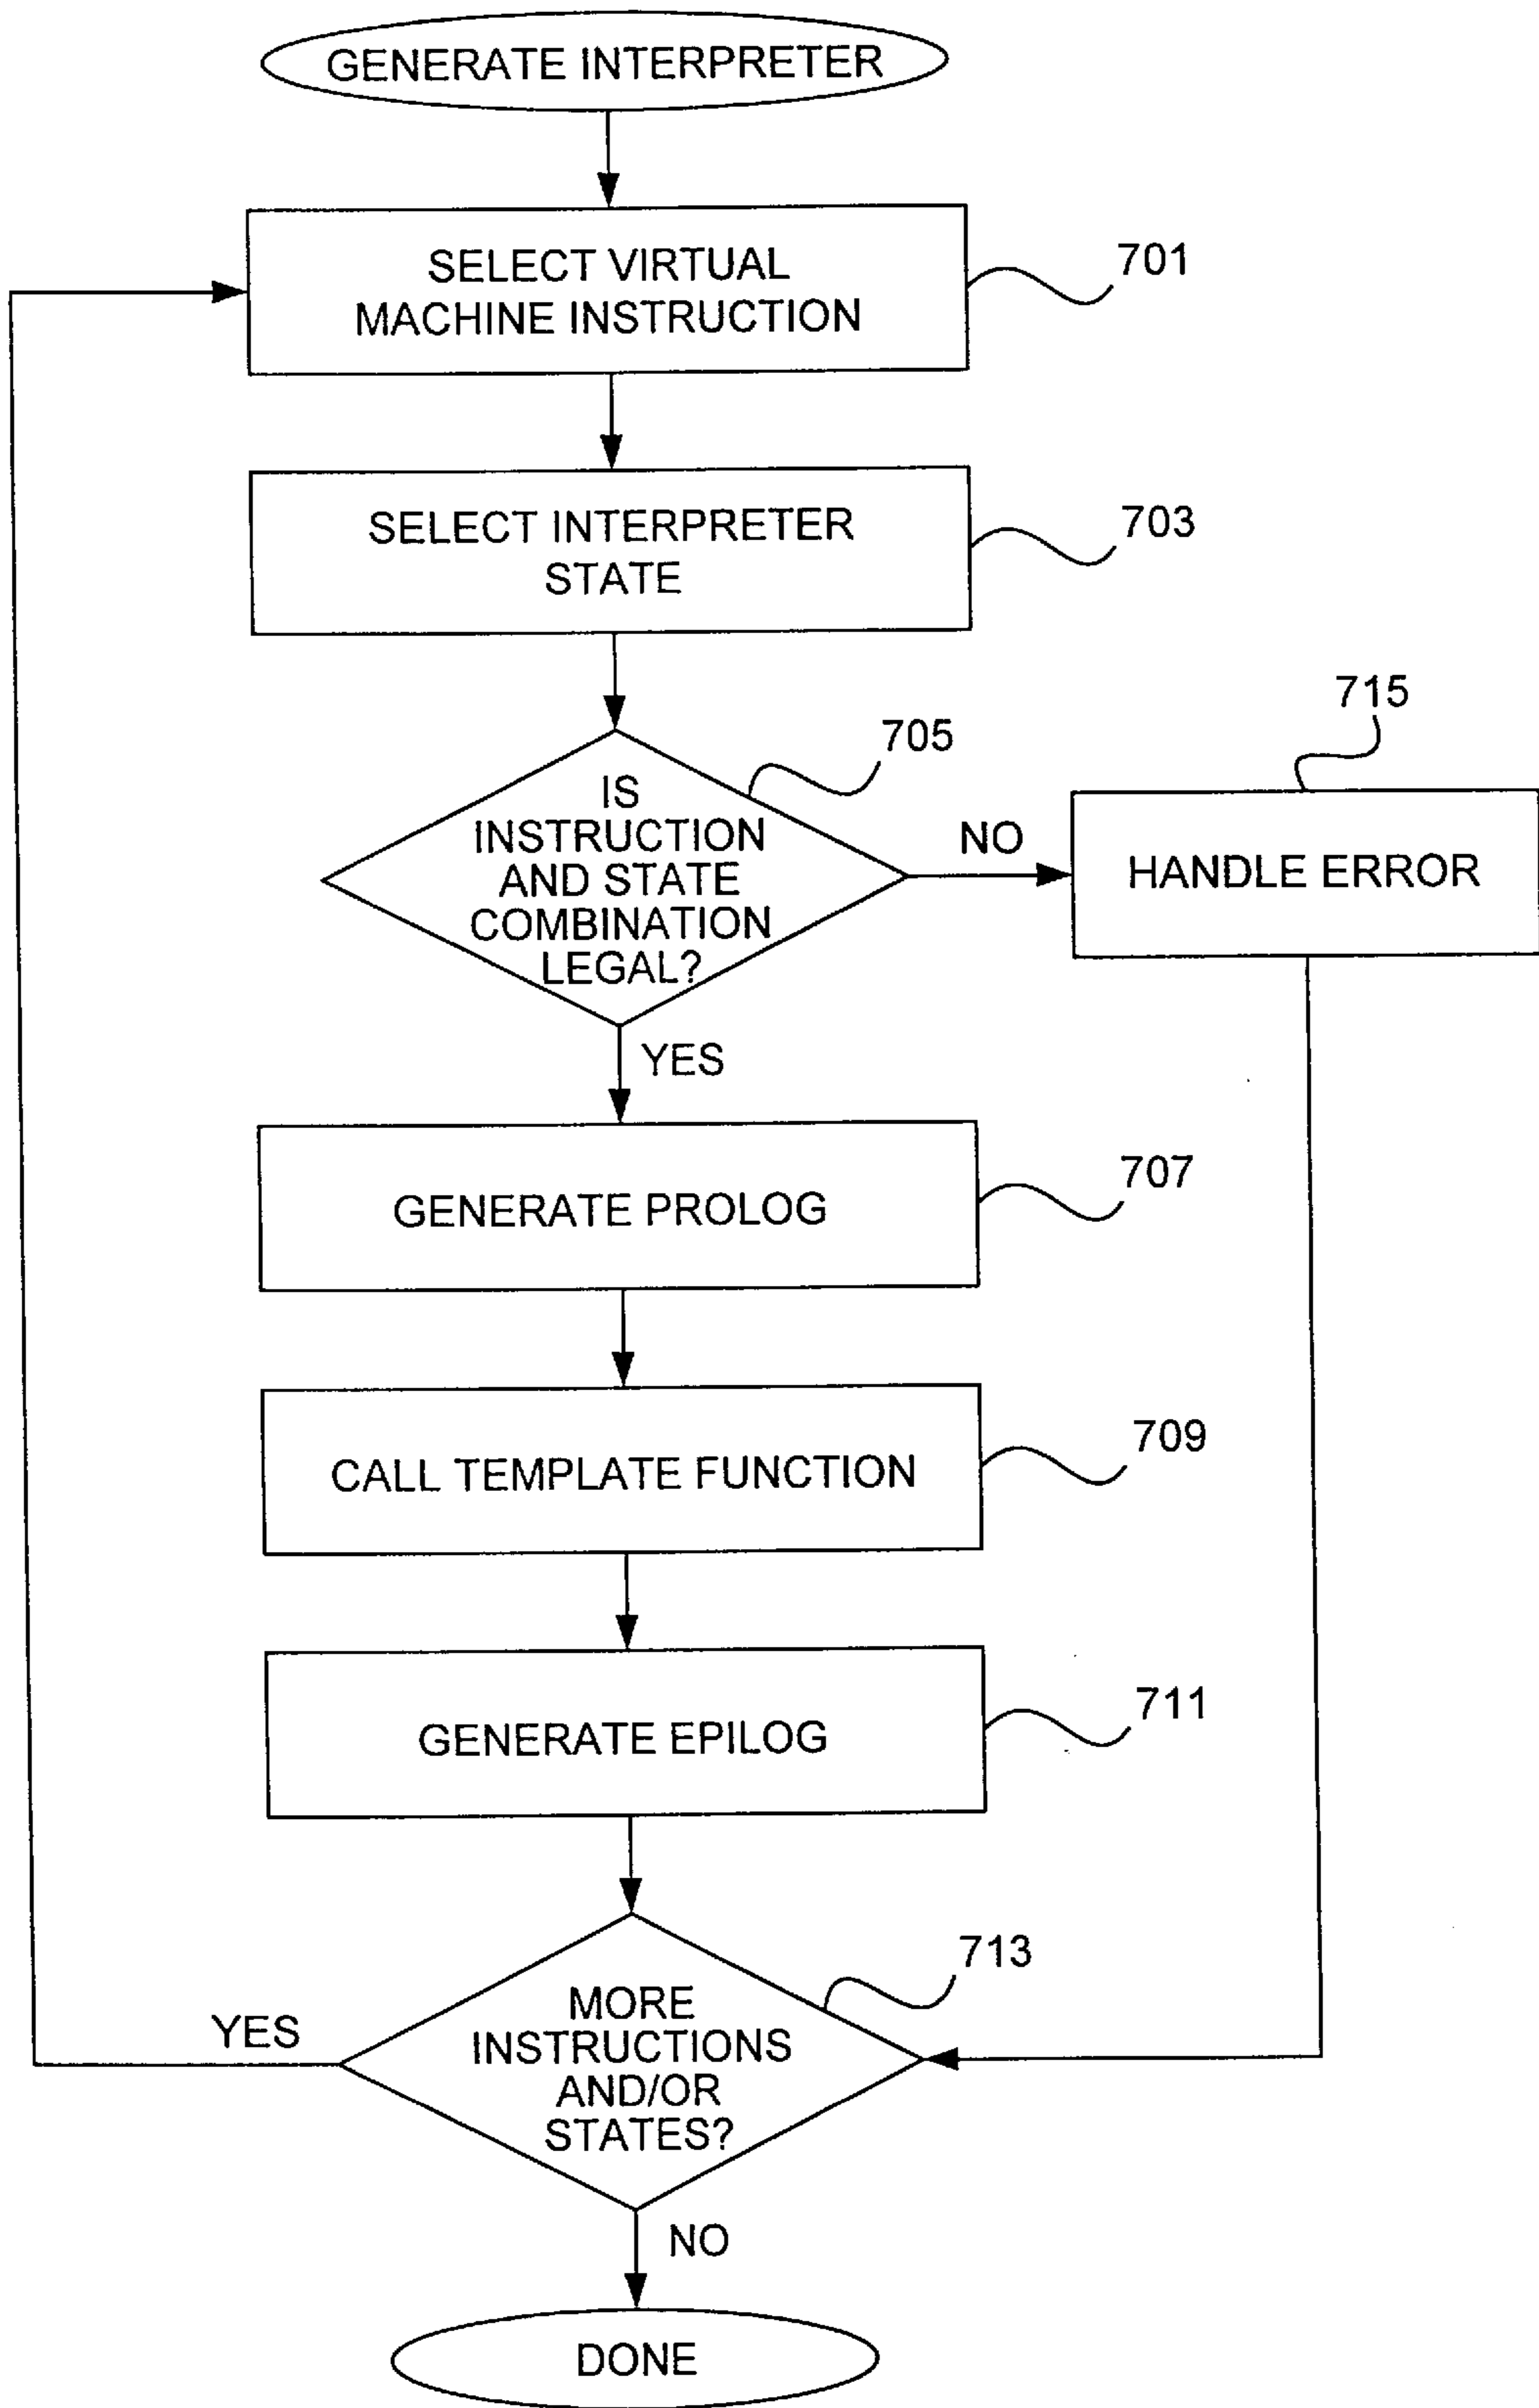 GENERATE INTERPRETER
SELECT VIRTUAL
MACHINE INSTRUCTION
701
SELECT INTERPRETER
STATE
703
705
IS
INSTRUCTION
AND STATE
COMBINATION
LEGAL?
NO
715
HANDLE ERROR
YES
GENERATE PROLOG
707
CALL TEMPLATE FUNCTION
709
GENERATE EPILOG
711
713
MORE
INSTRUCTIONS
AND/OR
STATES?
YES
NO
DONE